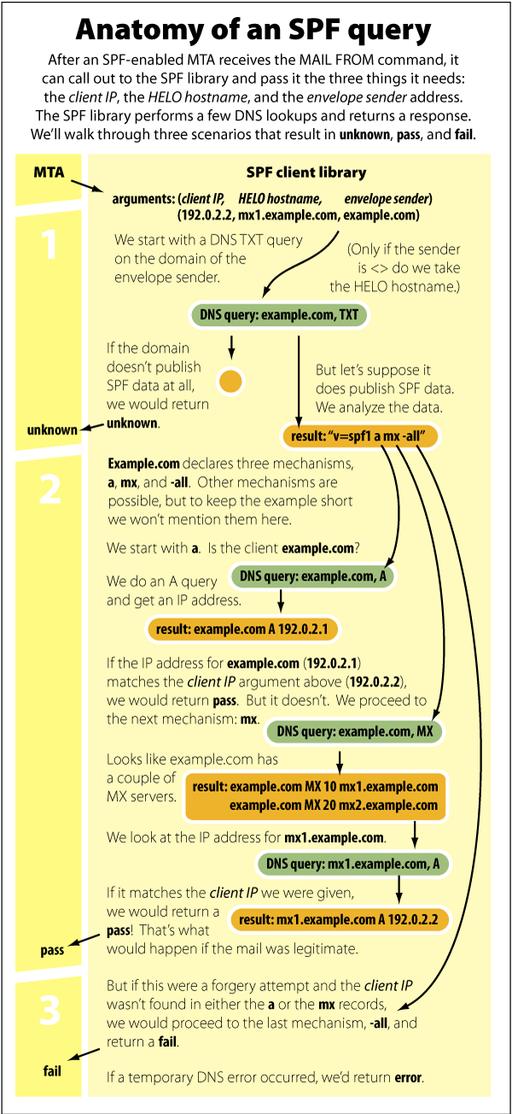 Anatomy of an SPF query
After an SPF-enabled MTA receives the MAIL FROM command, it
can call out to the SPF library and pass it the three things it needs:
the client IP, the HELO hostname, and the envelope sender address.
The SPF library performs a few DNS lookups and returns a response.
We'll walk through three scenarios that result in unknown, pass, and fail.
MTA
SPF client library
arguments: (client IP, HELO hostname, envelope sender)
(192.0.2.2, mx1.example.com, example.com)
1
We start with a DNS TXT query
on the domain of the
envelope sender.
(Only if the sender
is <> do we take
the HELO hostname.)
DNS query: example.com, TXT
If the domain
doesn't publish
SPF data at all,
we would return
unknown.
unknown
But let's suppose it
does publish SPF data.
We analyze the data.
result: "v=spf1 a mx -all"
2
Example.com declares three mechanisms,
a, mx, and -all. Other mechanisms are
possible, but to keep the example short
we won't mention them here.
We start with a. Is the client example.com?
DNS query: example.com, A
We do an A query
and get an IP address.
result: example.com A 192.0.2.1
If the IP address for example.com (192.0.2.1)
matches the client IP argument above (192.0.2.2),
we would return pass. But it doesn't. We proceed to
the next mechanism: mx.
DNS query: example.com, MX
Looks like example.com has
a couple of
MX servers.
result: example.com MX 10 mx1.example.com
example.com MX 20 mx2.example.com
We look at the IP address for mx1.example.com.
DNS query: mx1.example.com, A
If it matches the client IP we were given,
we would return a
pass! That's what
would happen if the mail was legitimate.
result: mx1.example.com A 192.0.2.2
pass
3
But if this were a forgery attempt and the client IP
wasn't found in either the a or the mx records,
we would proceed to the last mechanism, -all, and
return a fail.
fail
If a temporary DNS error occurred, we'd return error.